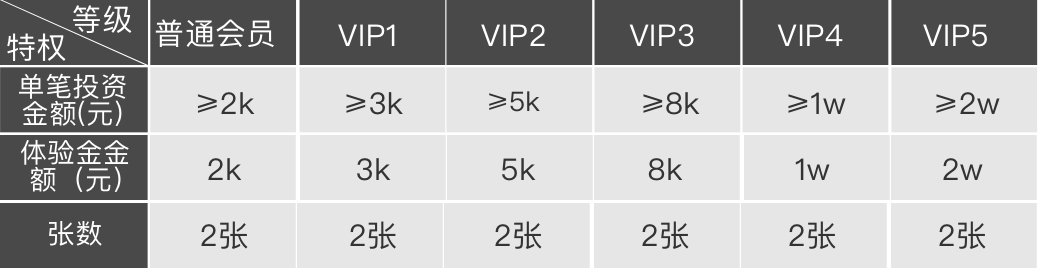 等级
特权
普通会员 VIP1 VIP2 VIP3 VIP4 VIP5
单笔投资
金额(元)
⩾2k ⩾3k ⩾5k ⩾8k ⩾1w ⩾2w
体验金金
额（元）
2k 3k 5k 8k 1w 2w
张数 2张 2张 2张 2张 2张 2张